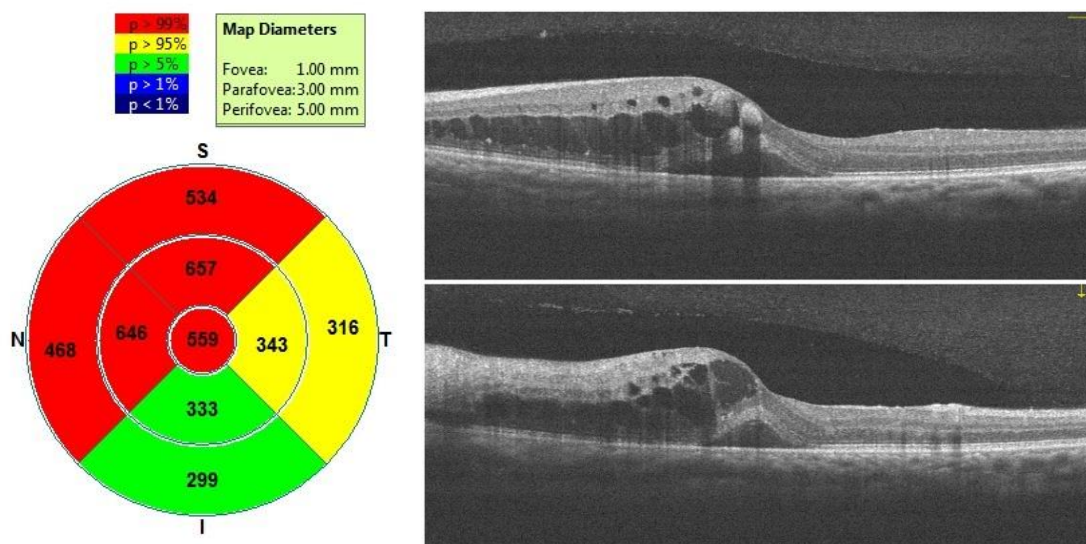 p > 99%
p > 95%
p > 5%
p > 1%
p < 1%
Map Diameters
Fovea: 1.00 mm
Parafovea: 3.00 mm
Perifovea: 5.00 mm
S
534
657
N
468
646
559
343
316
T
333
299
I